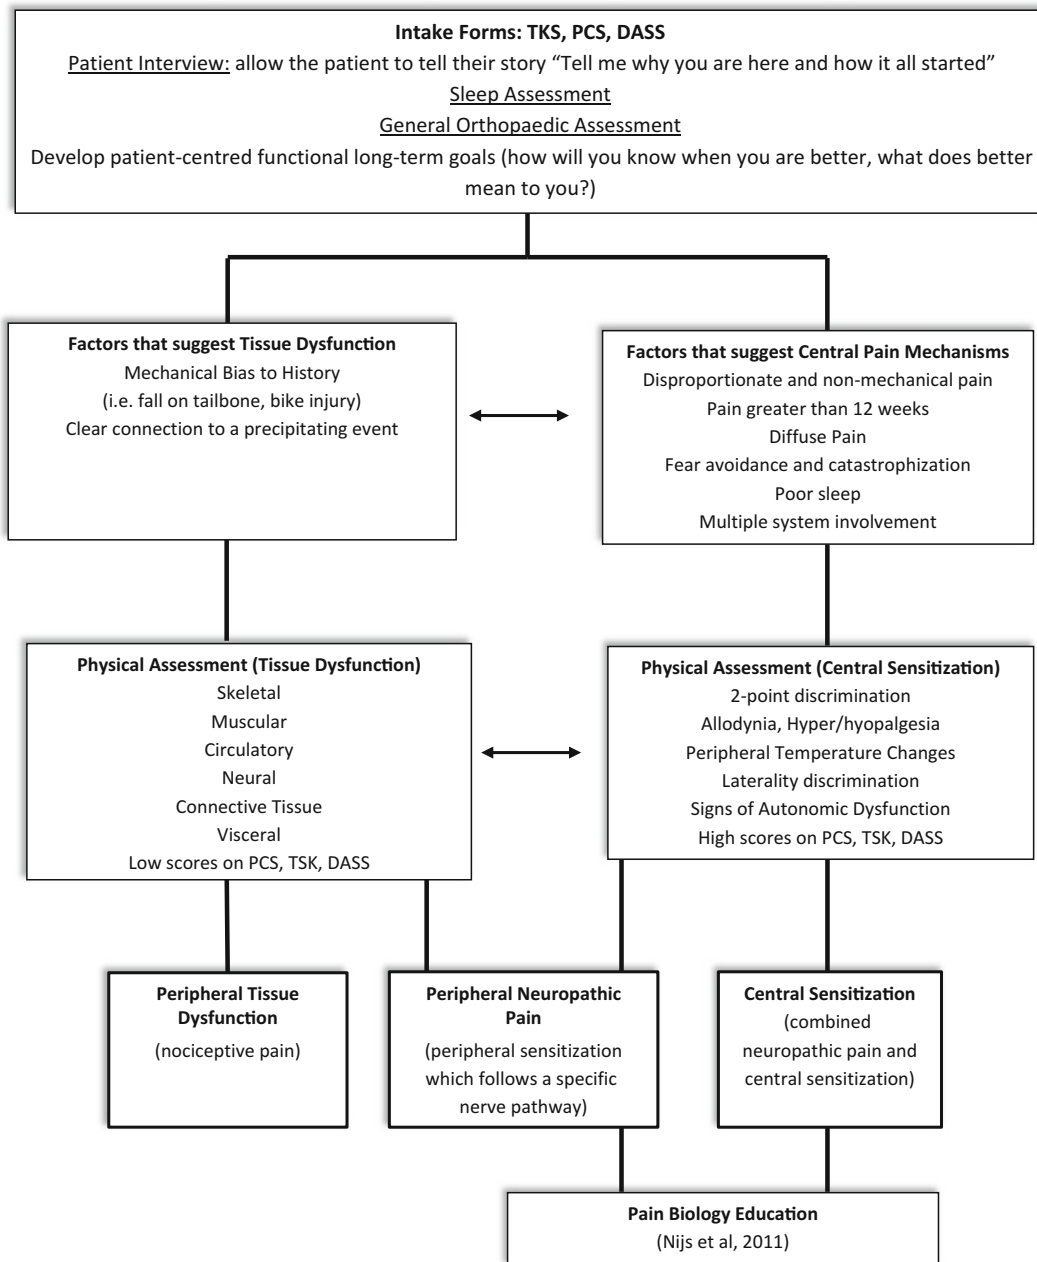 Intake Forms: TKS, PCS, DASS
Patient Interview: allow the patient to tell their story “Tell me why you are here and how it all started”
Sleep Assessment
General Orthopaedic Assessment
Develop patient-centred functional long-term goals (how will you know when you are better, what does better
mean to you?)
Factors that suggest Tissue Dysfunction
Mechanical Bias to History
(i.e. fall on tailbone, bike injury)
Clear connection to a precipitating event
Factors that suggest Central Pain Mechanisms
Disproportionate and non-mechanical pain
Pain greater than 12 weeks
Diffuse Pain
Fear avoidance and catastrophization
Poor sleep
Multiple system involvement
Physical Assessment (Tissue Dysfunction)
Skeletal
Muscular
Circulatory
Neural
Connective Tissue
Visceral
Low scores on PCS, TSK, DASS
Physical Assessment (Central Sensitization)
2-point discrimination
Allodynia, Hyper/hyopalgesia
Peripheral Temperature Changes
Laterality discrimination
Signs of Autonomic Dysfunction
High scores on PCS, TSK, DASS
Peripheral Tissue
Dysfunction
(nociceptive pain)
Peripheral Neuropathic
Pain
(peripheral sensitization
which follows a specific
nerve pathway)
Central Sensitization
(combined
neuropathic pain and
central sensitization)
Pain Biology Education
(Nijs et al, 2011)